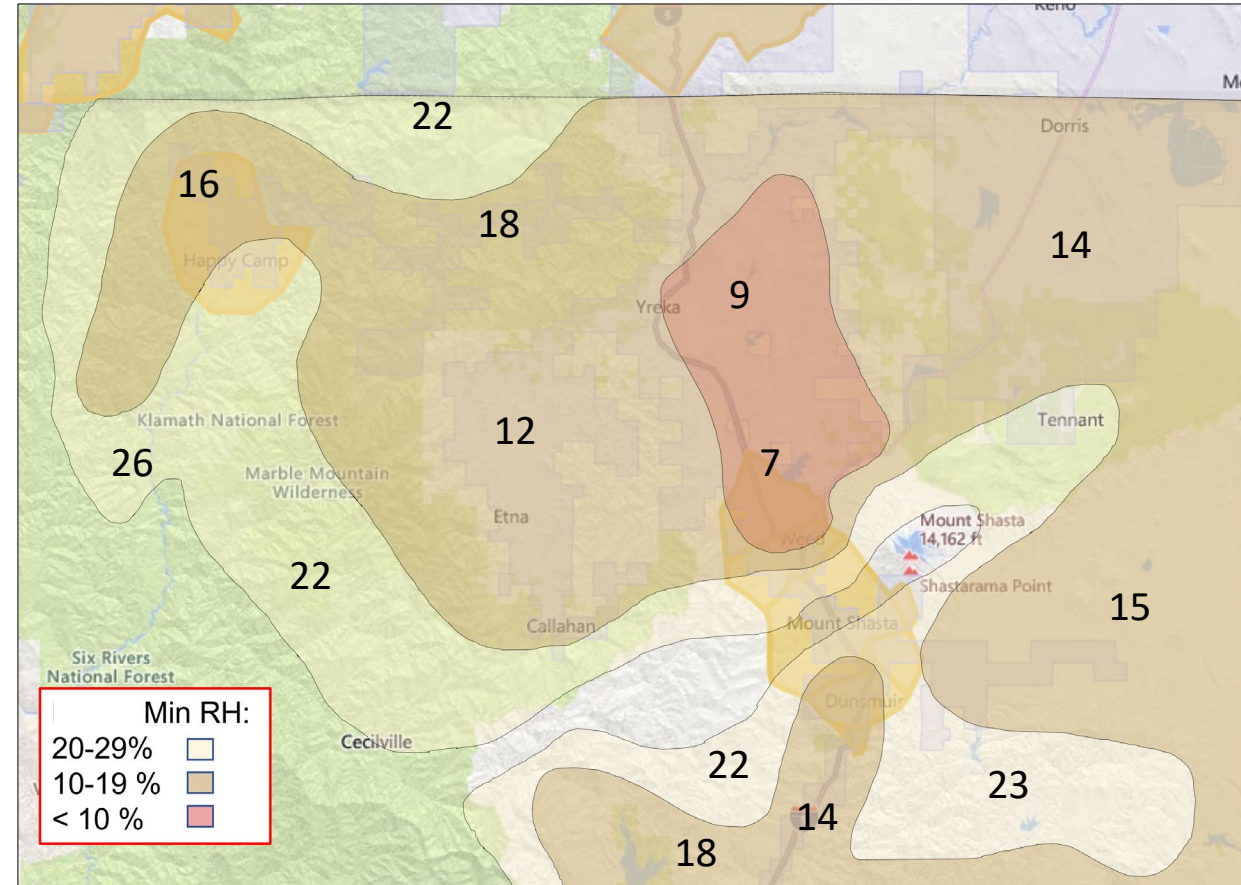 5
Keno
22
Dorris
16
18
14
Happy Camp
9
Yreka
Klamath National Forest
12
Tennant
26
7
Marble Mountain
Wilderness
Etna
Mount Shasta
14,162 ft
Weed
22
Shastarama Point
15
Callahan
Mount Shasta
Six Rivers
National Forest
Dunsmuir
Min RH:
20-29%
10-19 %
< 10 %
Cecilville
22
23
14
18